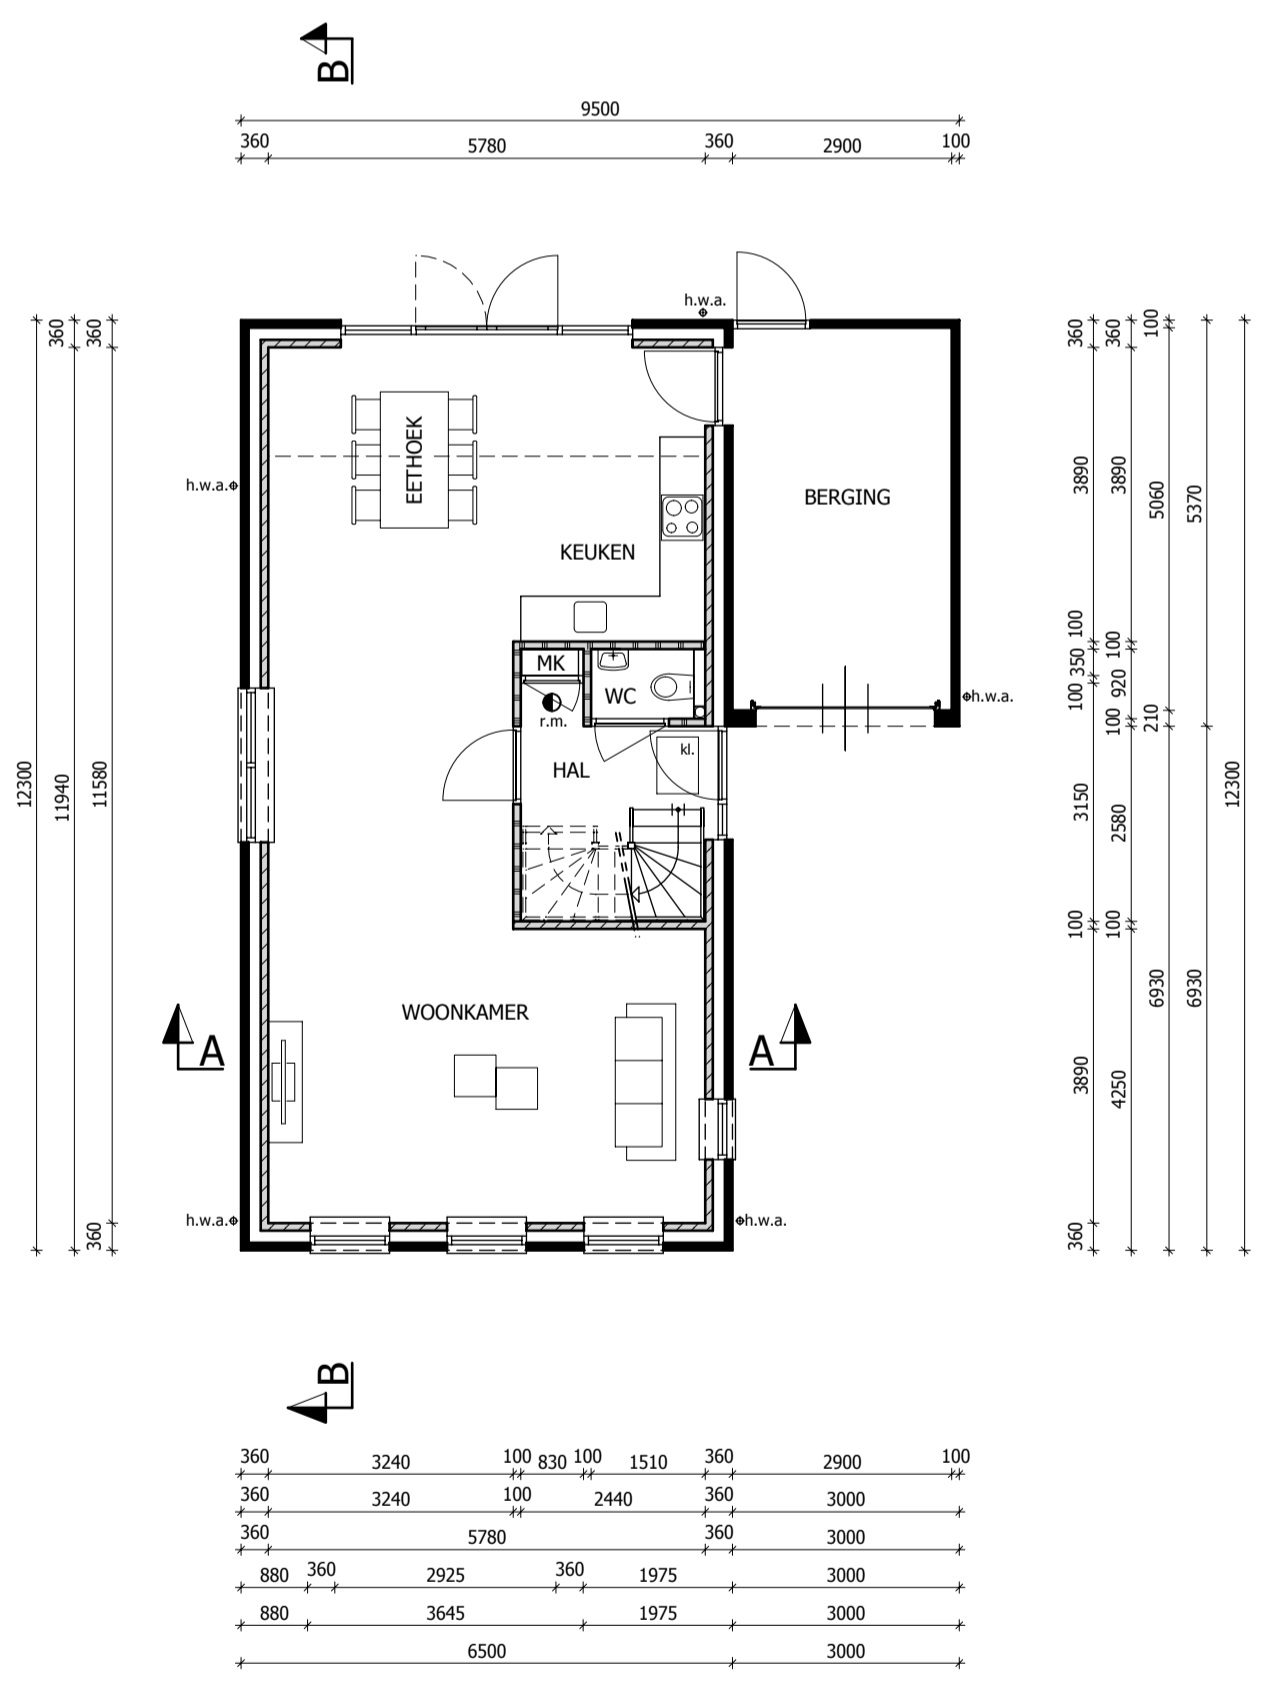 B
9500
360 5780 360 2900 100
h.w.a.
360 360 360 360 100
EETHOEK
h.w.a.
BERGING
3890 3890 5060 5370
KEUKEN
100 100
MK
350
WC
920
100
h.w.a.
r.m.
100 210
kl.
HAL
12300 11940 11580
3150 2580 12300
100 100
6930 6930
WOONKAMER
A A
3890 4250
h.w.a. h.w.a.
360 360
B
360 3240 100 830 100 1510 360 2900 100
360 3240 100 2440 360 3000
360 5780 360 3000
880 360 2925 360 1975 3000
880 3645 1975 3000
6500 3000